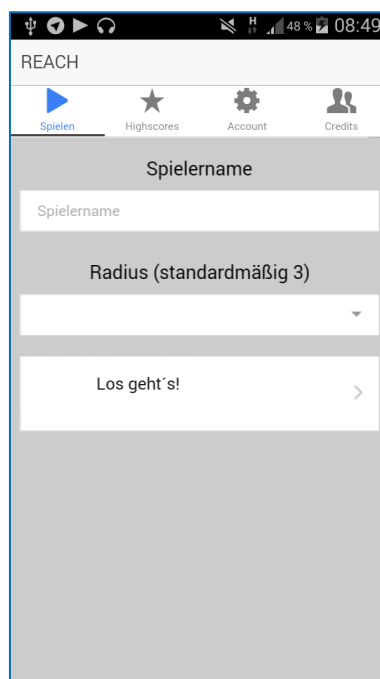 H 48 % 08:49
REACH
Spielen Highscores Account Credits
Spielername
Spielername
Radius (standardmäßig 3)
Los geht´s!